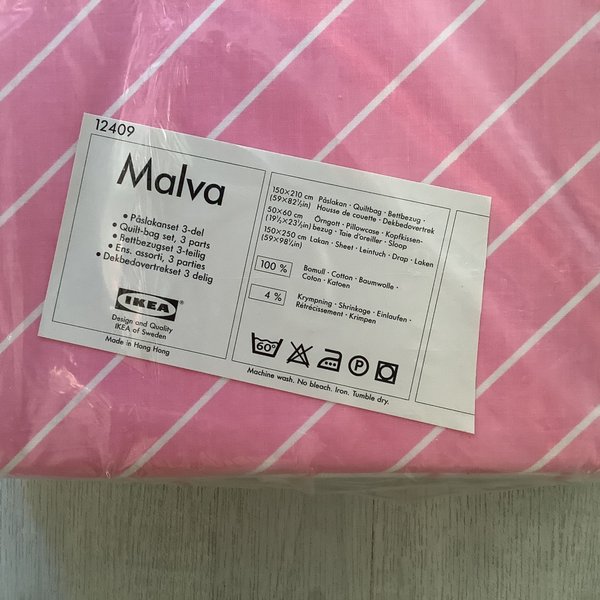 12409
Malva
• Påslakanset 3-del
• Quilt-bag set, 3 parts
• Bettbezugset 3-teilig
• Ens. assorti, 3 parties
• Dekbedovertrekset 3 delig
IKEA
Design and Quality
IKEA of Sweden
Made in Hong Hong
150×210 cm Påslakan · Quiltbag · Bettbezug ·
(59×82½in) Housse de couette · Dekbedovertrek
50×60 cm Örngott · Pillowcase · Kopfkissen-
(19½×23½in) bezug · Taie d'oreiller · Sloop
150×250 cm Lakan · Sheet · Leintuch · Drap · Laken
(59×98½in)
100 % Bomull · Cotton · Baumwolle ·
Coton · Katoen
4 % Krympning · Shrinkage · Einlaufen ·
Rétrécissement · Krimpen
60° P
Machine wash. No bleach. Iron. Tumble dry.